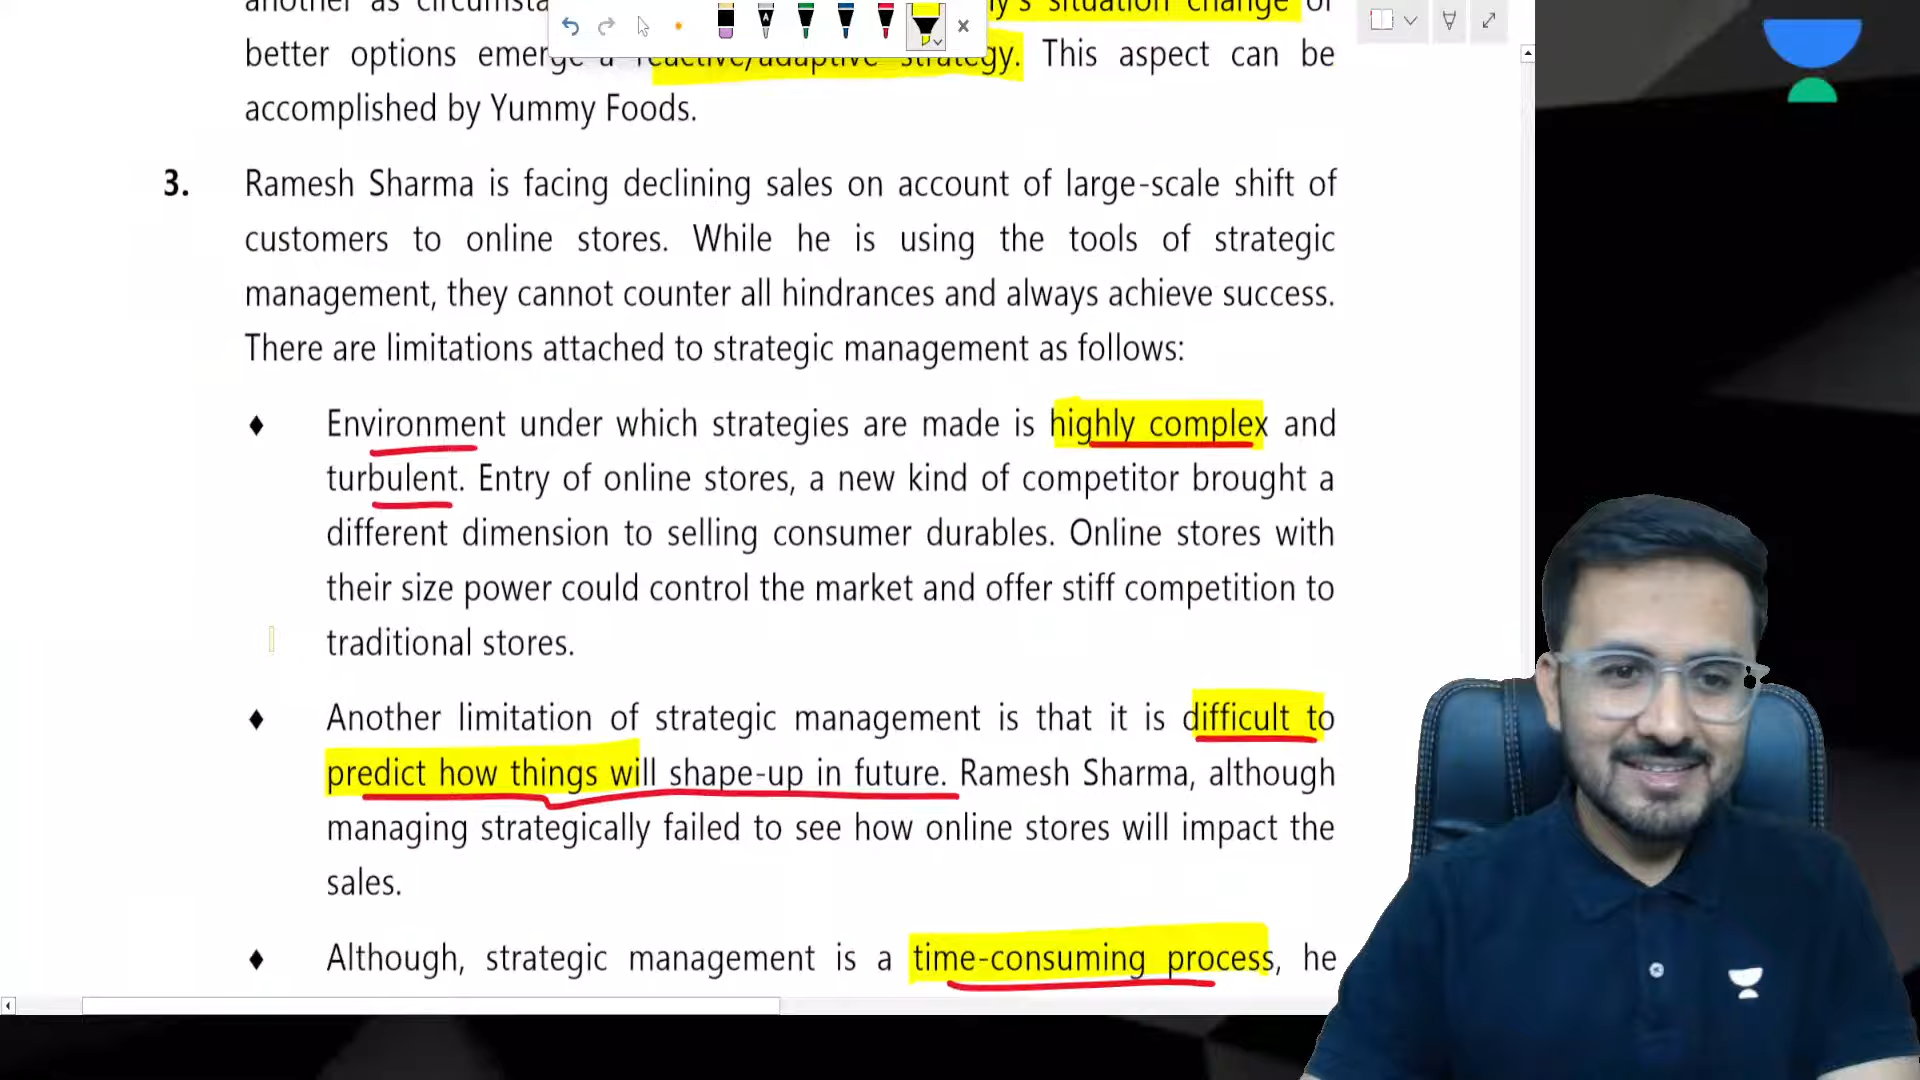 another as circumsta y's situation change or
better options emerge a reactive/adaptive strategy. This aspect can be
accomplished by Yummy Foods.
3. Ramesh Sharma is facing declining sales on account of large-scale shift of
customers to online stores. While he is using the tools of strategic
management, they cannot counter all hindrances and always achieve success.
There are limitations attached to strategic management as follows:
♦ Environment under which strategies are made is highly complex and
turbulent. Entry of online stores, a new kind of competitor brought a
different dimension to selling consumer durables. Online stores with
their size power could control the market and offer stiff competition to
traditional stores.
♦ Another limitation of strategic management is that it is difficult to
predict how things will shape-up in future. Ramesh Sharma, although
managing strategically failed to see how online stores will impact the
sales.
♦ Although, strategic management is a time-consuming process, he